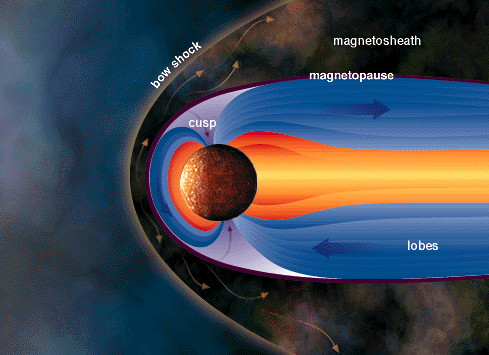 magnetosheath
bow shock
magnetopause
cusp
lobes